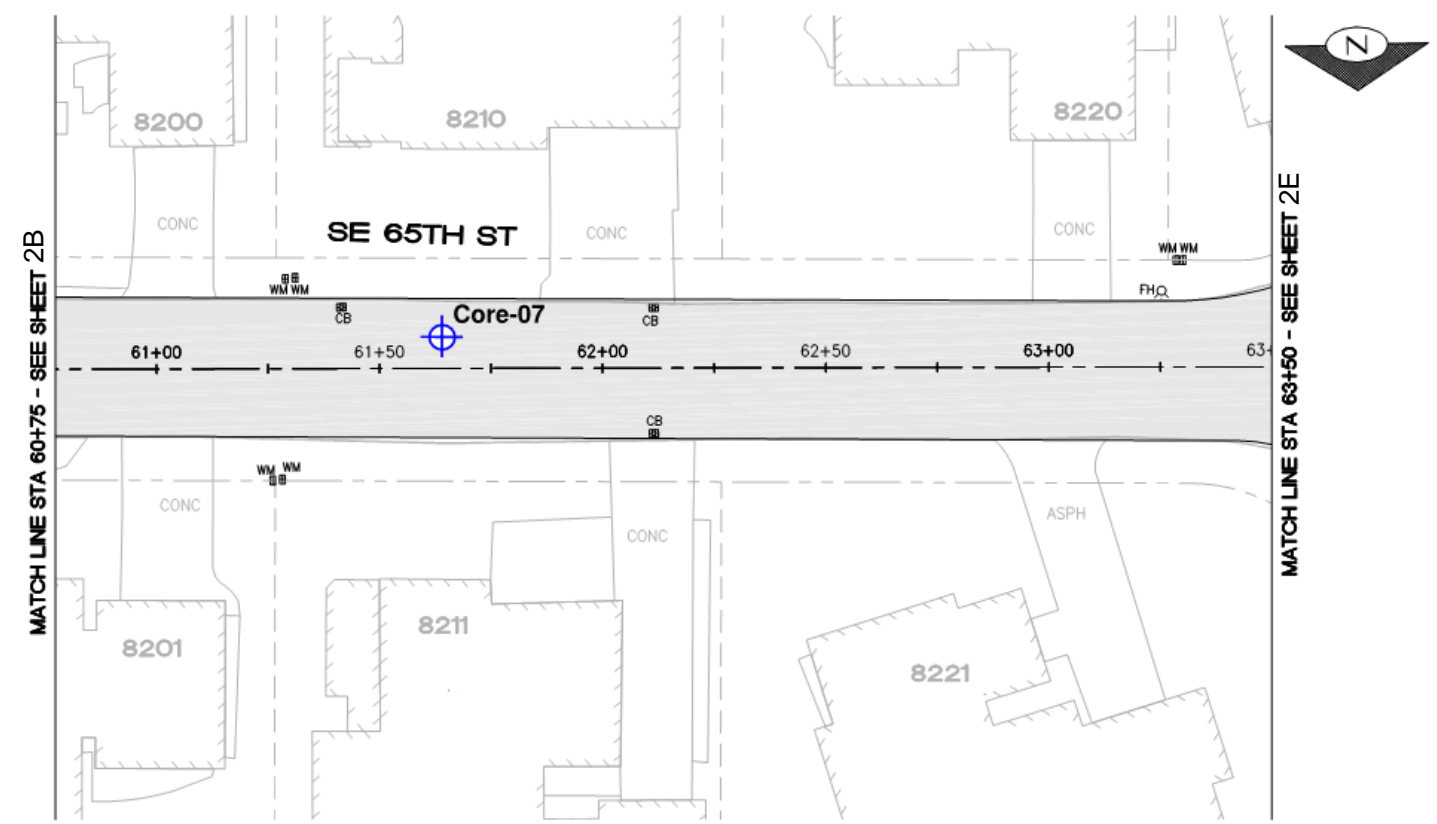 N
8200
8210
8220
CONC
SE 65TH ST
CONC
CONC
WM WM
WM WM
FH
CB
Core-07
CB
61+00
61+50
62+00
62+50
63+00
63+
CB
WM
WM
CONC
CONC
ASPH
8201
8211
8221
MATCH LINE STA 60+75 - SEE SHEET 2B
MATCH LINE STA 63+50 - SEE SHEET 2E